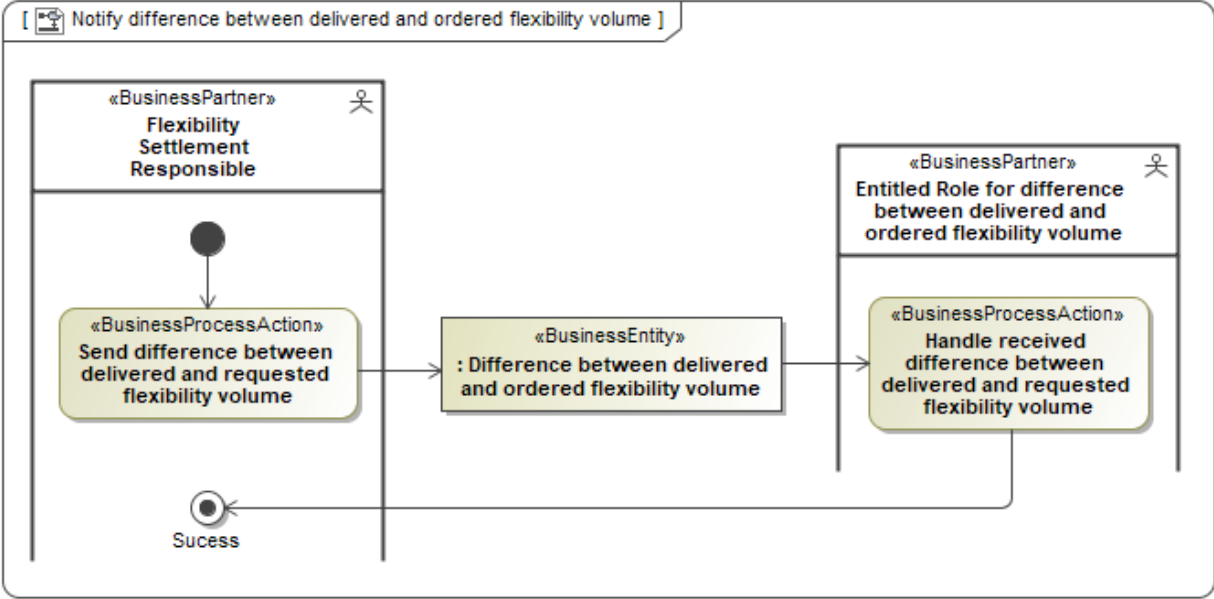 [ Notify difference between delivered and ordered flexibility volume ]
«BusinessPartner»
Flexibility
Settlement
Responsible
«BusinessPartner»
Entitled Role for difference
between delivered and
ordered flexibility volume
«BusinessProcessAction»
Send difference between
delivered and requested
flexibility volume
«BusinessEntity»
: Difference between delivered
and ordered flexibility volume
«BusinessProcessAction»
Handle received
difference between
delivered and requested
flexibility volume
Sucess